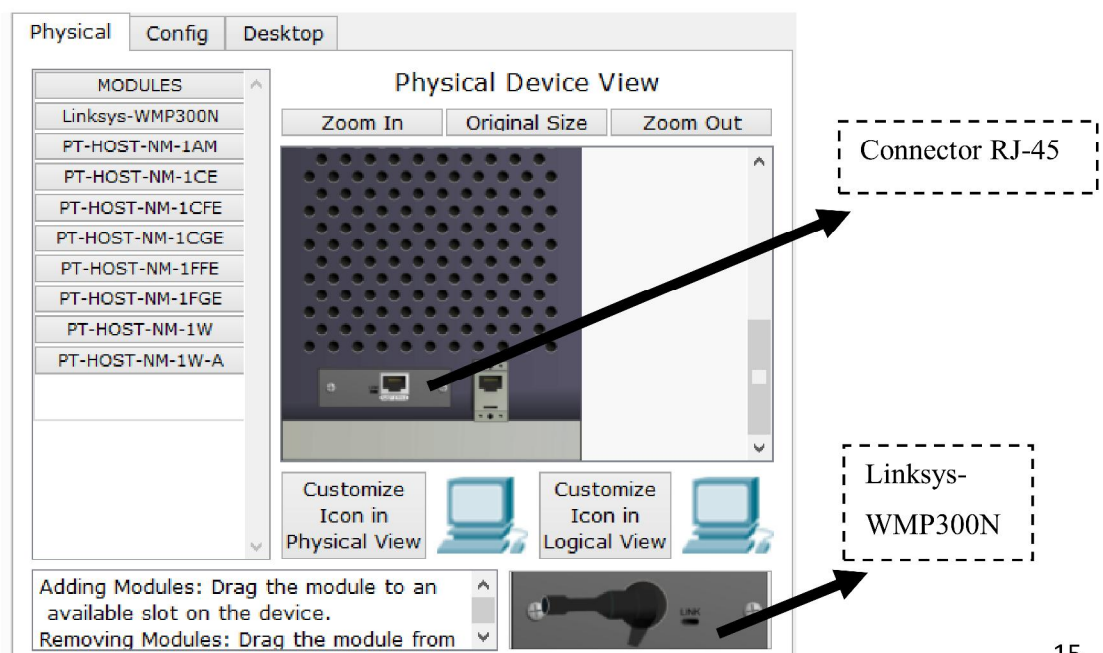 Physical
Config
Desktop
MODULES
Linksys-WMP300N
PT-HOST-NM-1AM
PT-HOST-NM-1CE
PT-HOST-NM-1CFE
PT-HOST-NM-1CGE
PT-HOST-NM-1FFE
PT-HOST-NM-1FGE
PT-HOST-NM-1W
PT-HOST-NM-1W-A
Physical Device View
Zoom In
Original Size
Zoom Out
Connector RJ-45
Customize
Icon in
Physical View
Customize
Icon in
Logical View
Linksys-
WMP300N
Adding Modules: Drag the module to an
available slot on the device.
Removing Modules: Drag the module from
LINK
15